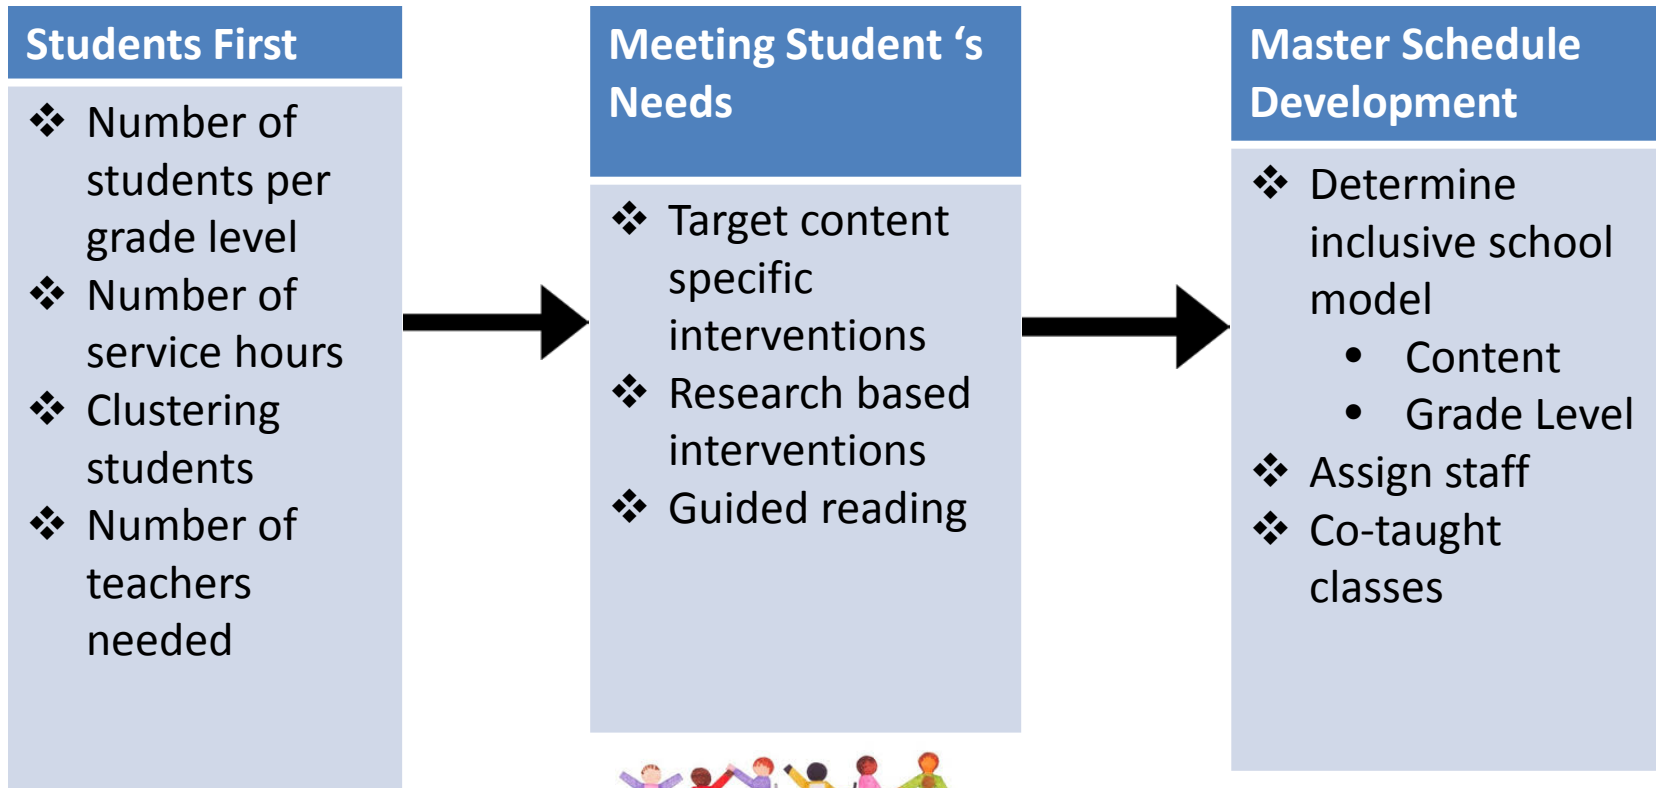 Students First
❖ Number of
students per
grade level
❖ Number of
service hours
❖ Clustering
students
❖ Number of
teachers
needed
Meeting Student ‘s
Needs
❖ Target content
specific
interventions
❖ Research based
interventions
❖ Guided reading
Master Schedule
Development
❖ Determine
inclusive school
model
• Content
• Grade Level
❖ Assign staff
❖ Co-taught
classes